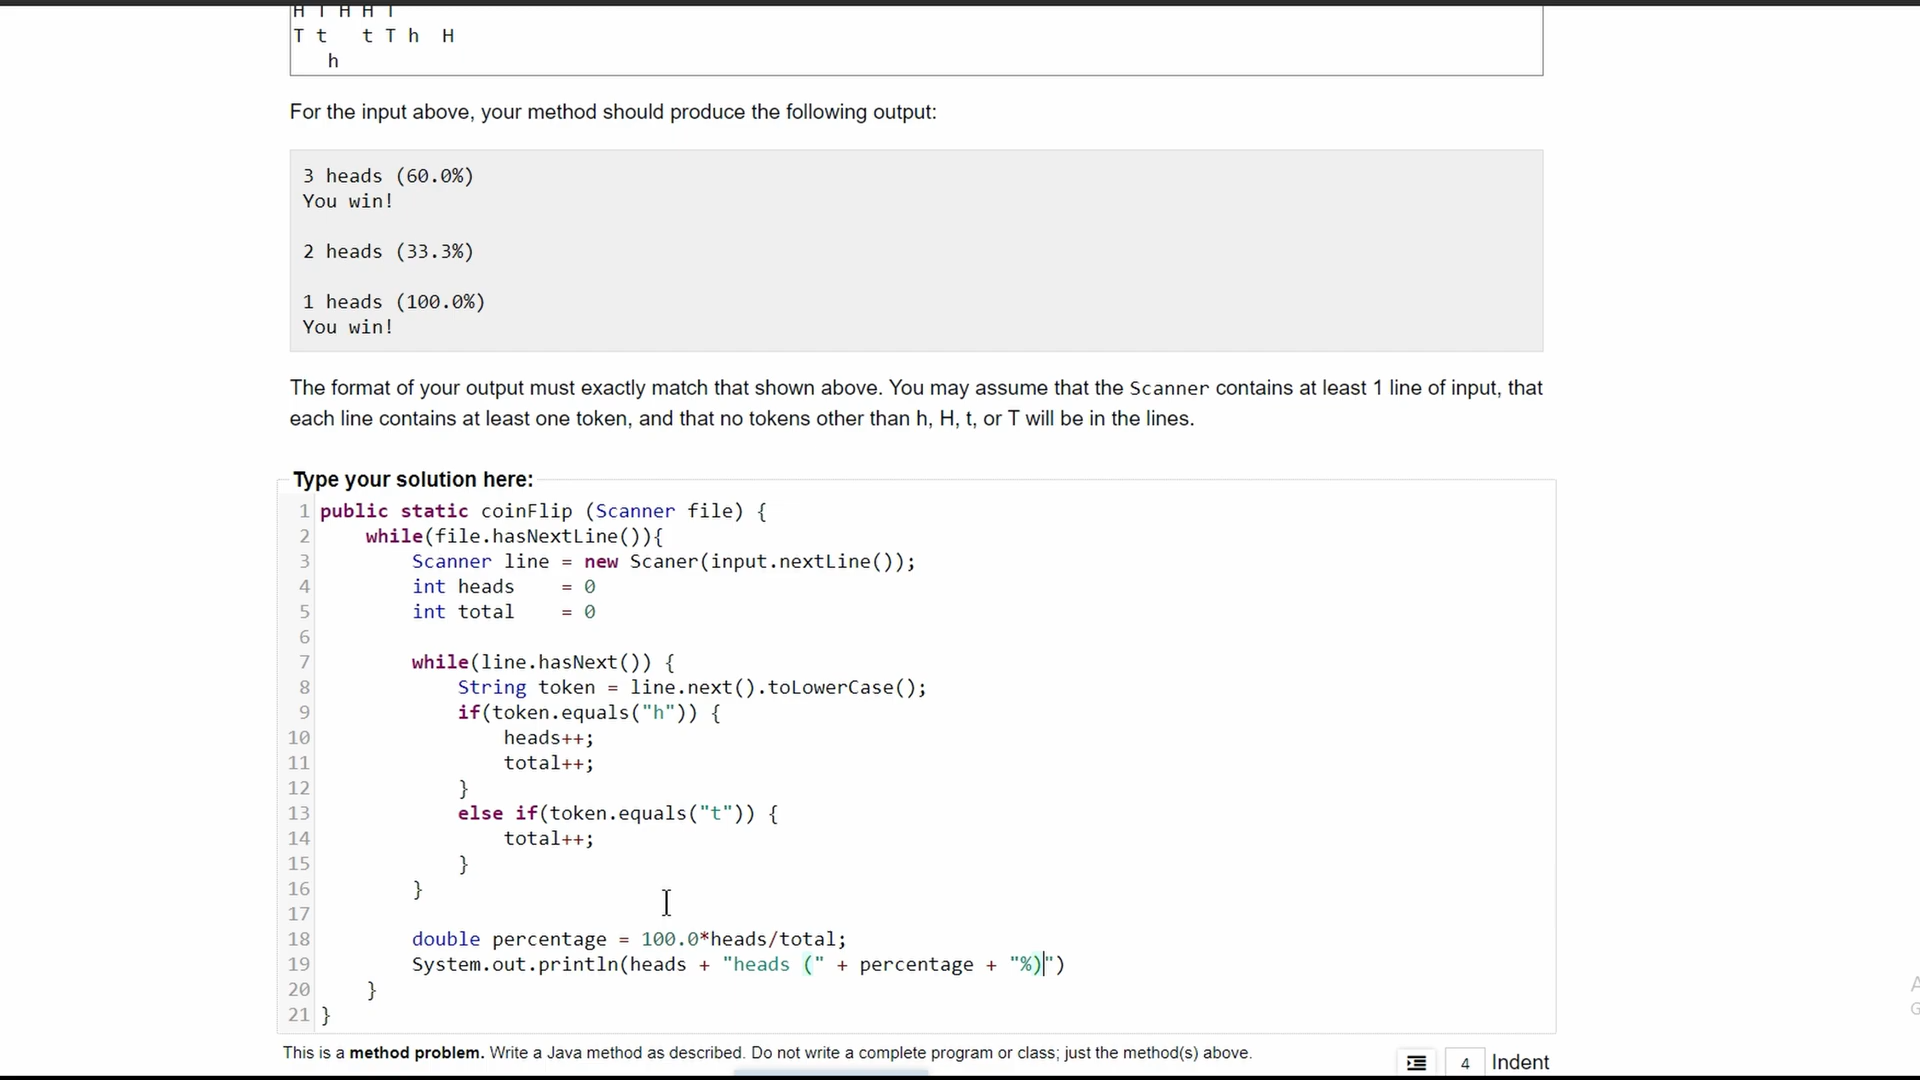 H T H H T
T t   t T h  H
   h
For the input above, your method should produce the following output:
3 heads (60.0%)
You win!
2 heads (33.3%)
1 heads (100.0%)
You win!
The format of your output must exactly match that shown above. You may assume that the Scanner contains at least 1 line of input, that
each line contains at least one token, and that no tokens other than h, H, t, or T will be in the lines.
Type your solution here:
1 public static coinFlip (Scanner file) {
2     while(file.hasNextLine()){
3         Scanner line = new Scaner(input.nextLine());
4         int heads    = 0
5         int total    = 0
6
7         while(line.hasNext()) {
8             String token = line.next().toLowerCase();
9             if(token.equals("h")) {
10                 heads++;
11                 total++;
12             }
13             else if(token.equals("t")) {
14                 total++;
15             }
16         }
17
18         double percentage = 100.0*heads/total;
19         System.out.println(heads + "heads (" + percentage + "%)")
20     }
21 }
This is a method problem. Write a Java method as described. Do not write a complete program or class; just the method(s) above.
4 Indent